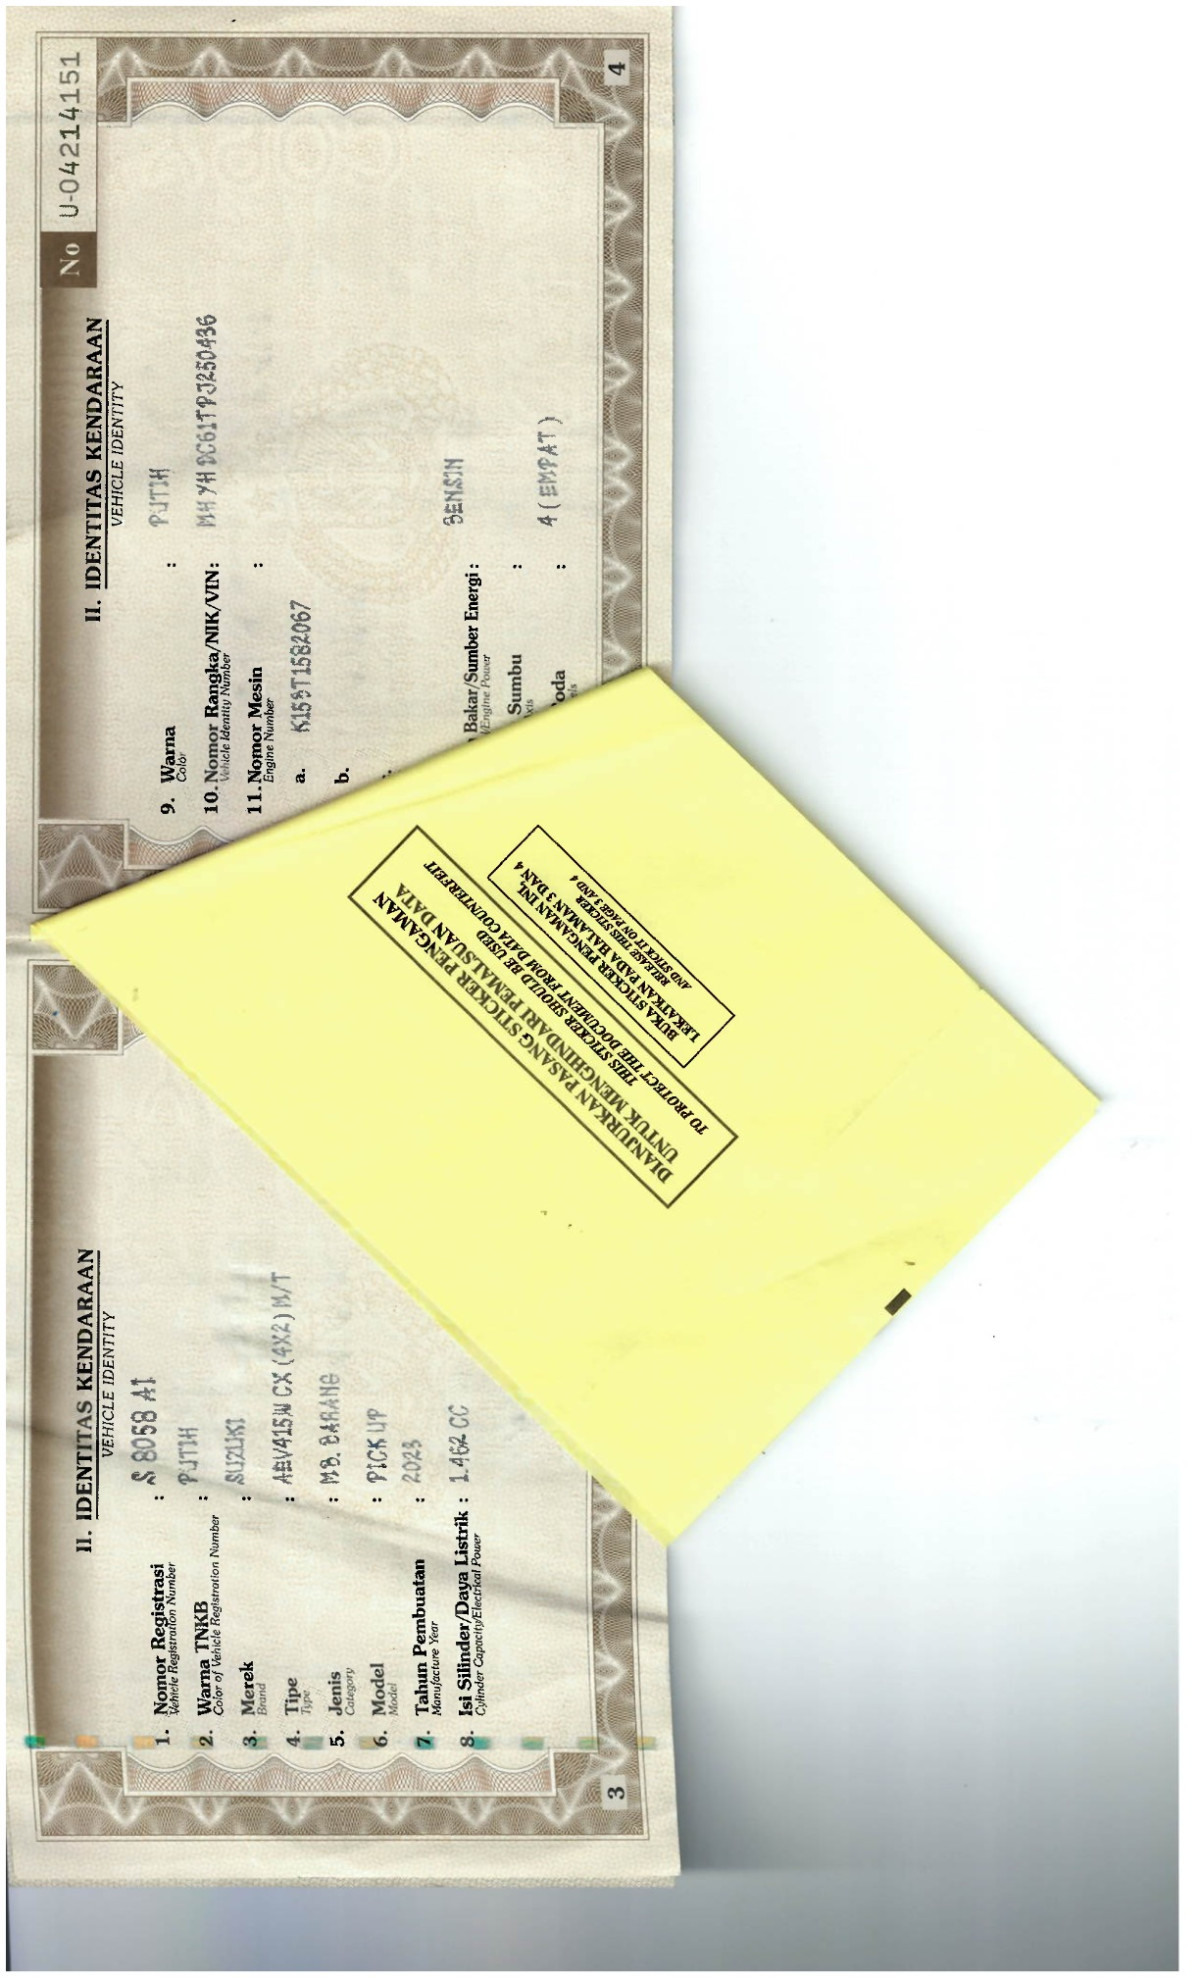 II. IDENTITAS KENDARAAN
VEHICLE IDENTITY
1. Nomor Registrasi : S 8058 AI
Vehicle Registration Number
2. Warna TNKB : PUTIH
Color of Vehicle Registration Number
3. Merek : SUZUKI
Brand
4. Tipe : AEV415W CX (4X2) M/T
Type
5. Jenis : MB. BARANG
Category
6. Model : PICK UP
Model
7. Tahun Pembuatan : 2023
Manufacture Year
8. Isi Silinder/Daya Listrik : 1.462 CC
Cylinder Capacity/Electrical Power
3
No U-04214151
II. IDENTITAS KENDARAAN
VEHICLE IDENTITY
9. Warna : PUTIH
Color
10. Nomor Rangka/NIK/VIN: MHYHDC61TPJ250436
Vehicle Identity Number
11. Nomor Mesin :
Engine Number
a. K15BT1582067
b.
Bakar/Sumber Energi : BENSIN
/Engine Power
Sumbu :
oda : 4 ( EMPAT )
4
DIANJURKAN PASANG STICKER PENGAMAN
UNTUK MENGHINDARI PEMALSUAN DATA
THIS STICKER SHOULD BE USED
TO PROTECT THE DOCUMENT FROM DATA COUNTERFEIT
BUKA STICKER PENGAMAN INI,
LEKATKAN PADA HALAMAN 3 DAN 4
RELEASE THIS STICKER
AND STICK IT ON PAGE 3 AND 4